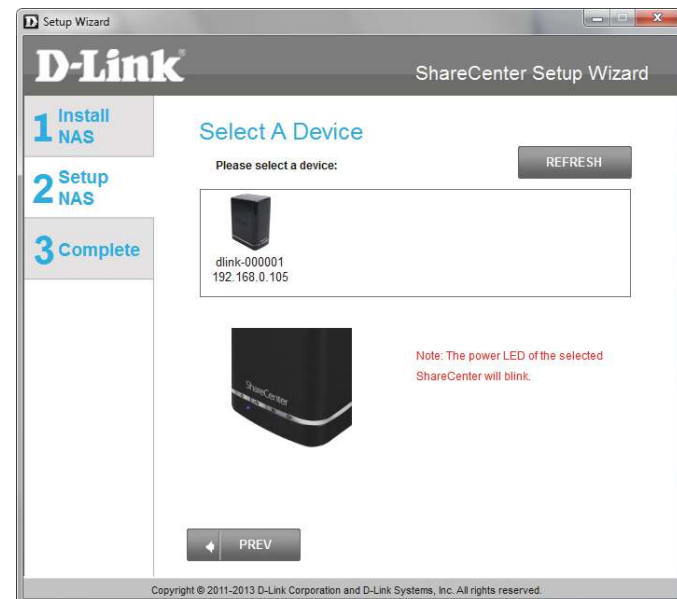 Setup Wizard
D-Link
ShareCenter Setup Wizard
1 Install
NAS
2 Setup
NAS
3 Complete
Select A Device
Please select a device:
REFRESH
dlink-000001
192.168.0.105
ShareCenter
Note: The power LED of the selected
ShareCenter will blink.
PREV
Copyright © 2011-2013 D-Link Corporation and D-Link Systems, Inc. All rights reserved.